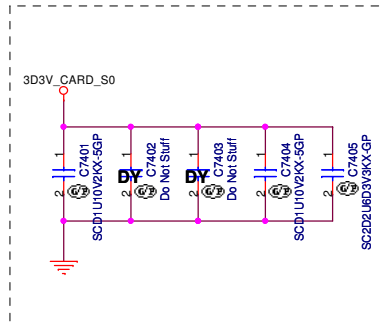 3D3V_CARD_S0
1
2
G/P
C7401
SCD1U10V2KX-5GP
1
2
DY
G/P
C7402
Do Not Stuff
1
2
DY
G/P
C7403
Do Not Stuff
1
2
G/P
C7404
SCD1U10V2KX-5GP
1
2
G/P
C7405
SC2D2U6D3V3KX-GP